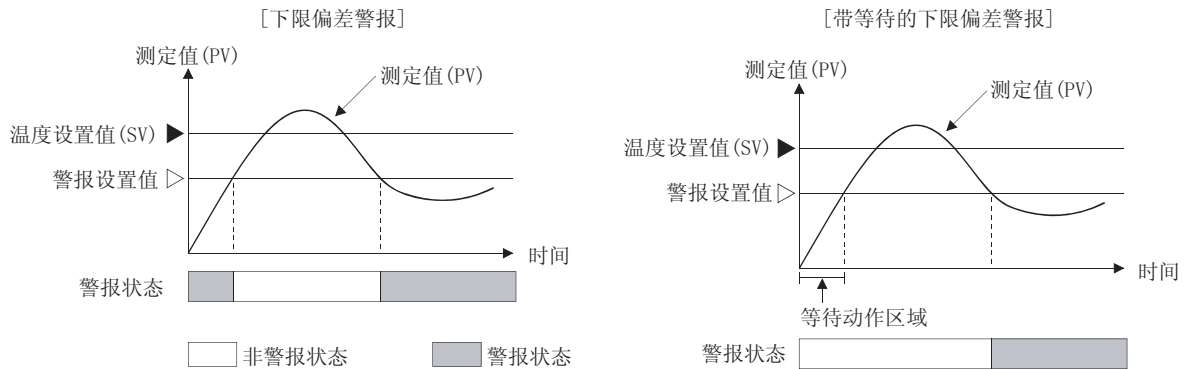 [下限偏差警报]
测定值(PV)
测定值(PV)
温度设置值(SV)
警报设置值
时间
警报状态
非警报状态
警报状态
[带等待的下限偏差警报]
测定值(PV)
测定值(PV)
温度设置值(SV)
警报设置值
时间
等待动作区域
警报状态